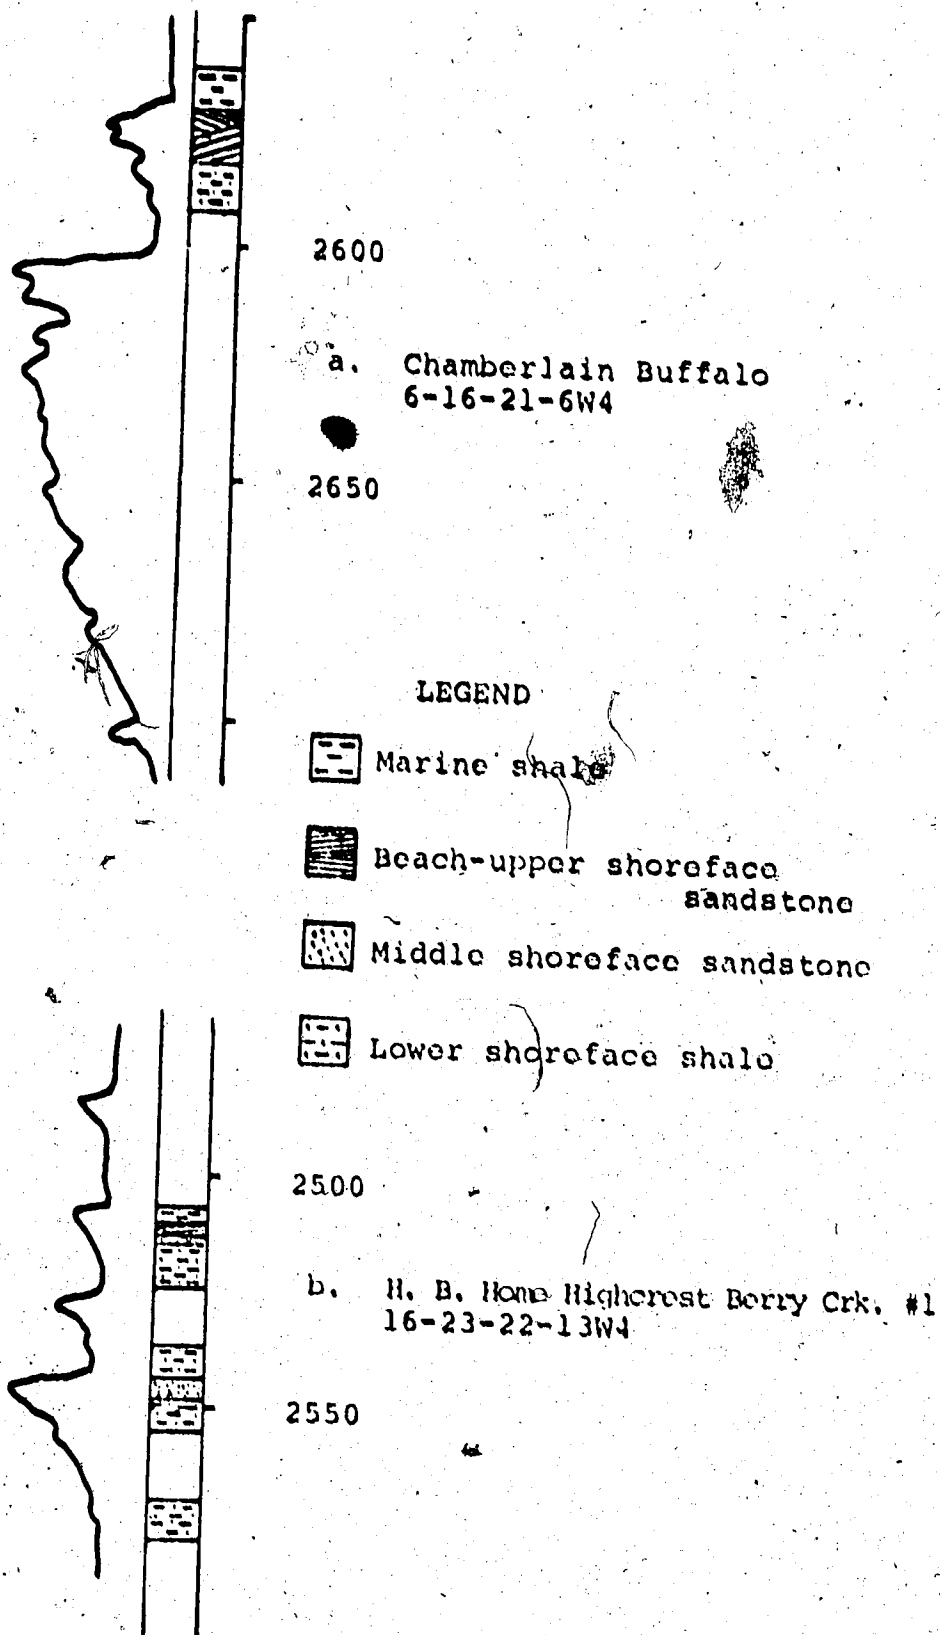 2600
a. Chamberlain Buffalo
6-16-21-6W4
2650
LEGEND
Marine shale
Beach-upper shoreface
sandstone
Middle shoreface sandstone
Lower shoreface shale
2500
b. H. B. Home Highcrest Berry Crk. #1
16-23-22-13W4
2550